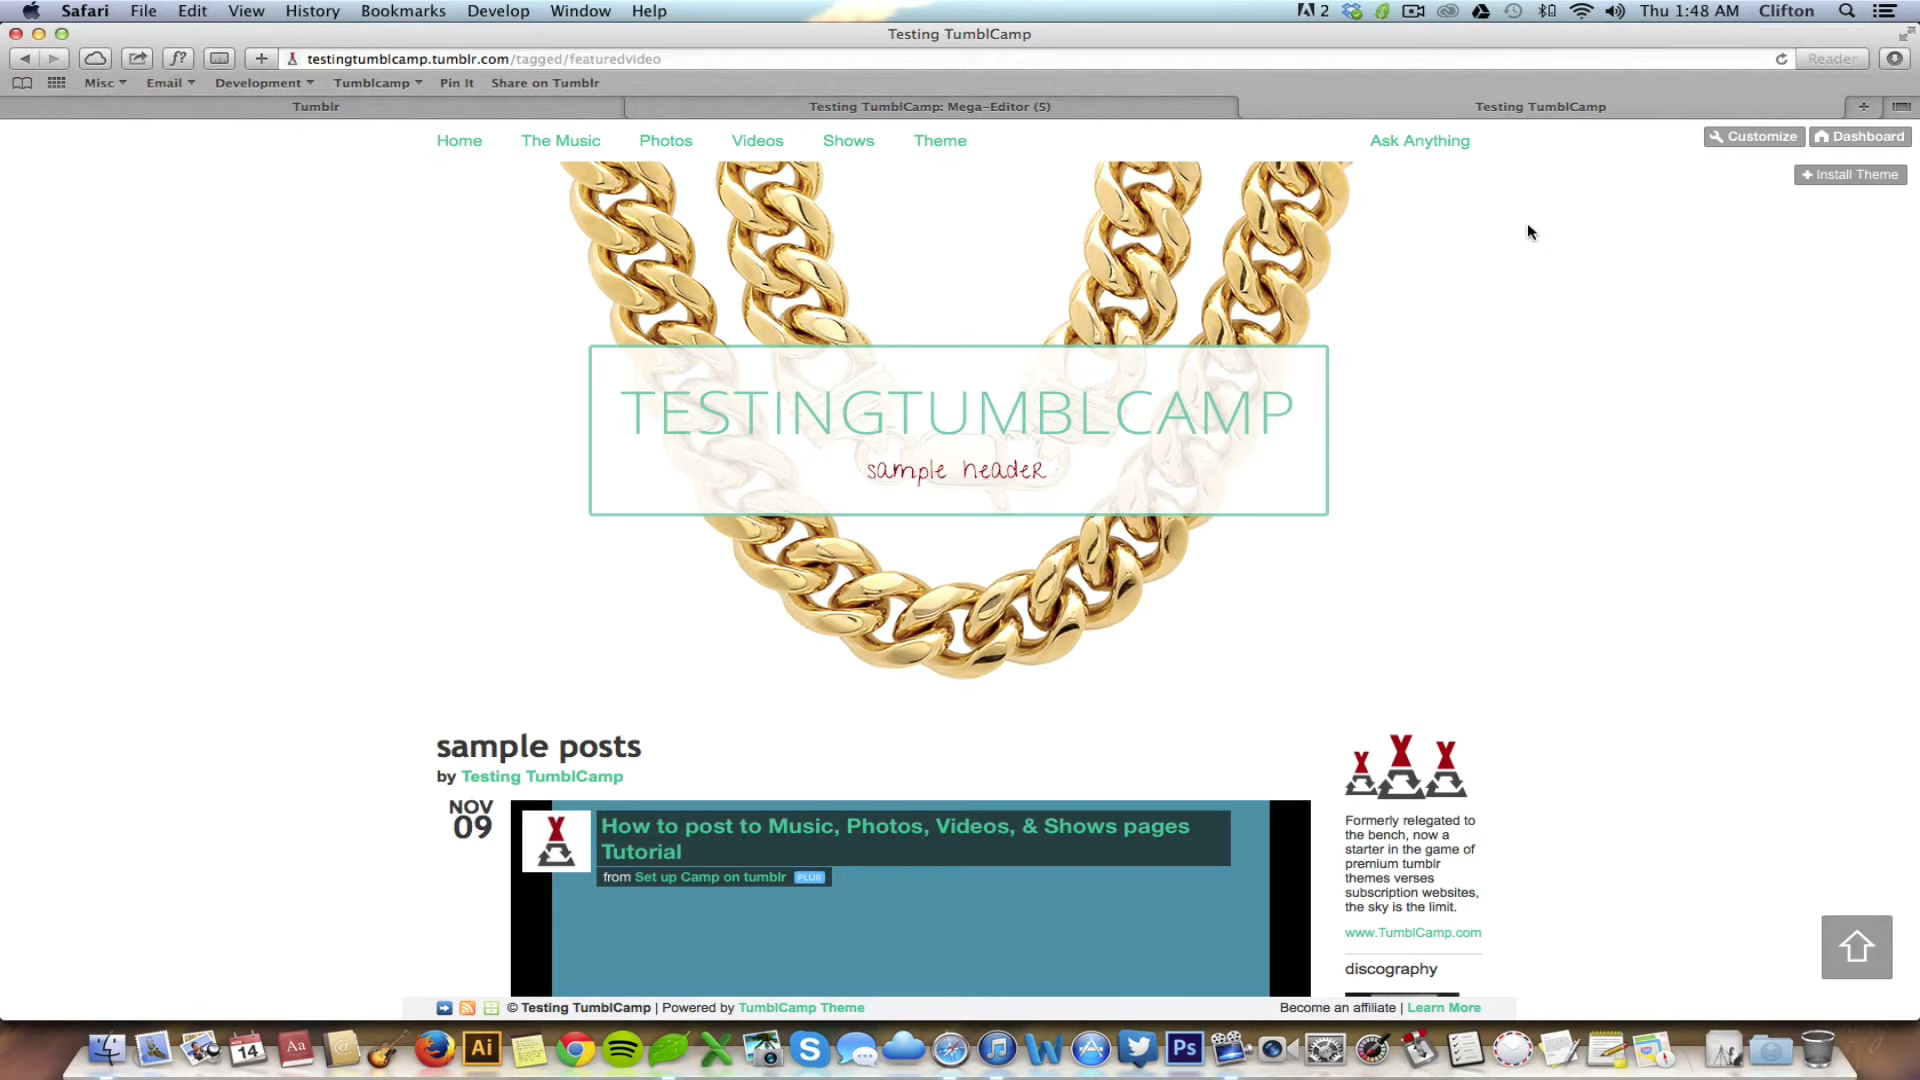 Safari File Edit View History Bookmarks Develop Window Help
2 Thu 1:48 AM Clifton
Testing TumblCamp
testingtumblcamp.tumblr.com/tagged/featuredvideo
Reader
Misc Email Development Tumblcamp Pin It Share on Tumblr
Tumblr Testing TumblCamp: Mega-Editor (5) Testing TumblCamp
Home The Music Photos Videos Shows Theme Ask Anything
Customize Dashboard
+ Install Theme
TESTINGTUMBLCAMP
sample header
sample posts
by Testing TumblCamp
NOV
09
How to post to Music, Photos, Videos, & Shows pages
Tutorial
from Set up Camp on tumblr PLUS
Formerly relegated to
the bench, now a
starter in the game of
premium tumblr
themes verses
subscription websites,
the sky is the limit.
www.TumblCamp.com
discography
© Testing TumblCamp | Powered by TumblCamp Theme
Become an affiliate | Learn More
14 Aa Ai Ps